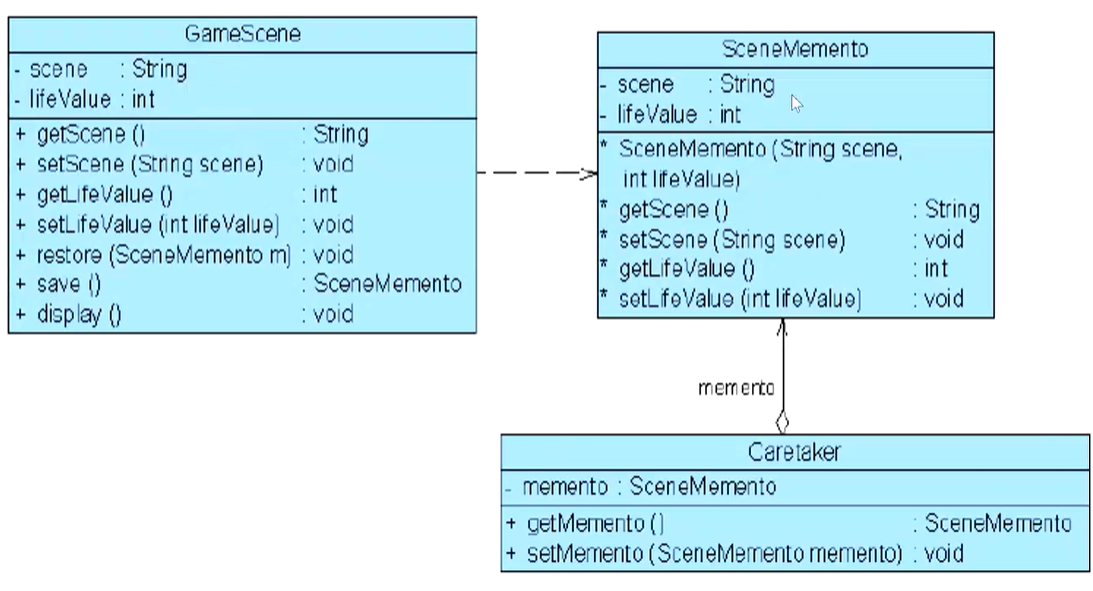 GameScene
- scene : String
- lifeValue : int
+ getScene () : String
+ setScene (String scene) : void
+ getLifeValue () : int
+ setLifeValue (int lifeValue) : void
+ restore (SceneMemento m) : void
+ save () : SceneMemento
+ display () : void
SceneMemento
- scene : String
- lifeValue : int
* SceneMemento (String scene,
int lifeValue)
* getScene () : String
* setScene (String scene) : void
* getLifeValue () : int
* setLifeValue (int lifeValue) : void
memento
Caretaker
- memento : SceneMemento
+ getMemento () : SceneMemento
+ setMemento (SceneMemento memento) : void